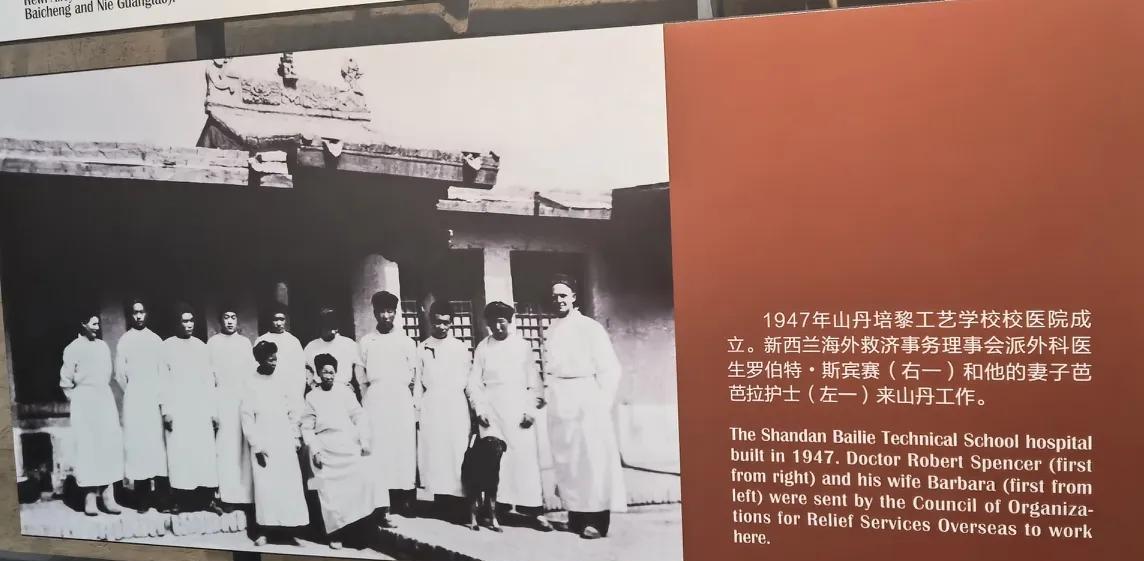 Baicheng and Nie Guangtao).
1947年山丹培黎工艺学校校医院成
立。新西兰海外救济事务理事会派外科医
生罗伯特·斯宾赛（右一）和他的妻子芭
芭拉护士（左一）来山丹工作。
The Shandan Bailie Technical School hospital
built in 1947. Doctor Robert Spencer (first
from right) and his wife Barbara (first from
left) were sent by the Council of Organiza-
tions for Relief Services Overseas to work
here.